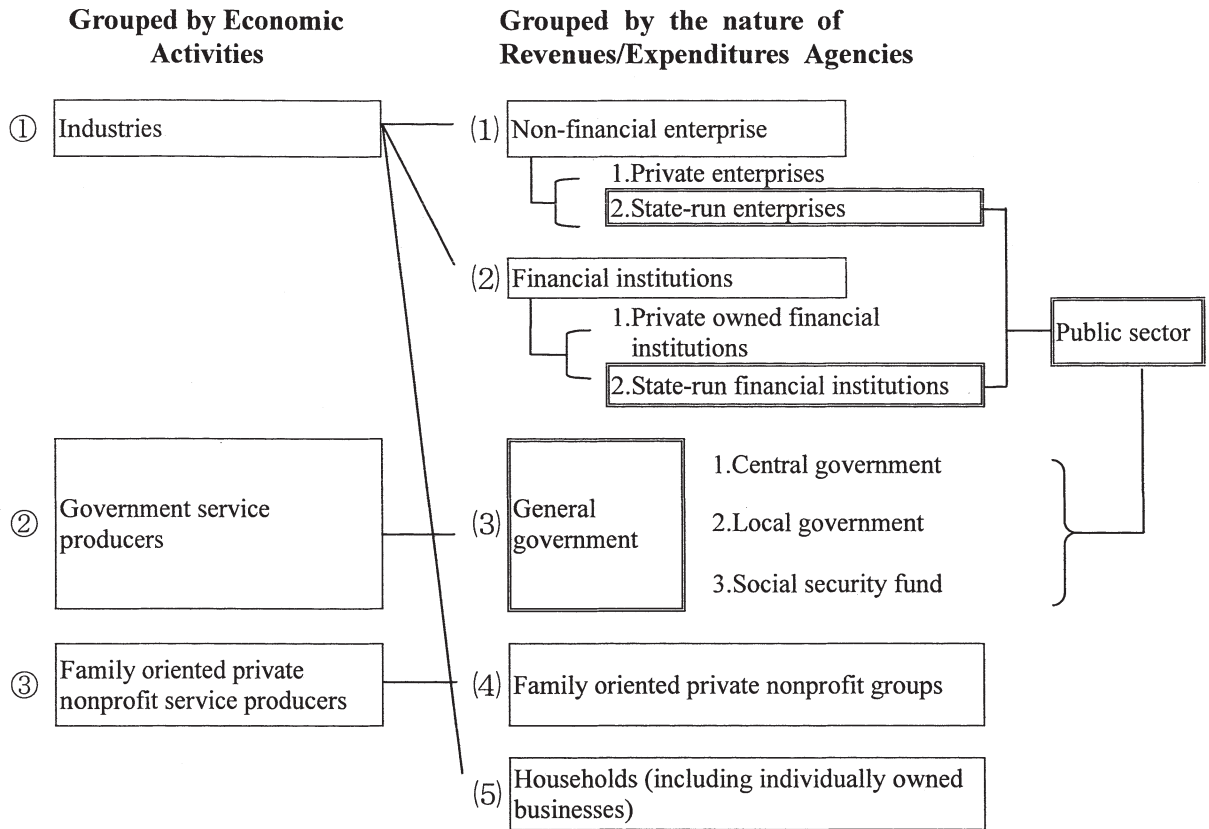 Grouped by Economic
Activities
Grouped by the nature of
Revenues/Expenditures Agencies
① Industries
(1) Non-financial enterprise
1.Private enterprises
2.State-run enterprises
(2) Financial institutions
1.Private owned financial
institutions
2.State-run financial institutions
Public sector
② Government service
producers
(3) General
government
1.Central government
2.Local government
3.Social security fund
③ Family oriented private
nonprofit service producers
(4) Family oriented private nonprofit groups
(5) Households (including individually owned
businesses)